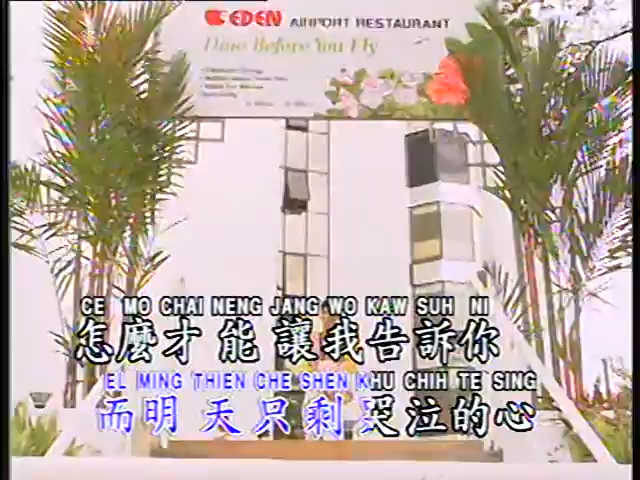 EDEN AIRPORT RESTAURANT
Dine Before You Fly
CE MO CHAI NENG JANG WO KAW SUH NI
怎麼才能讓我告訴你
EL MING THIEN CHE SHEN KHU CHIH TE SING
而明天只剩哭泣的心